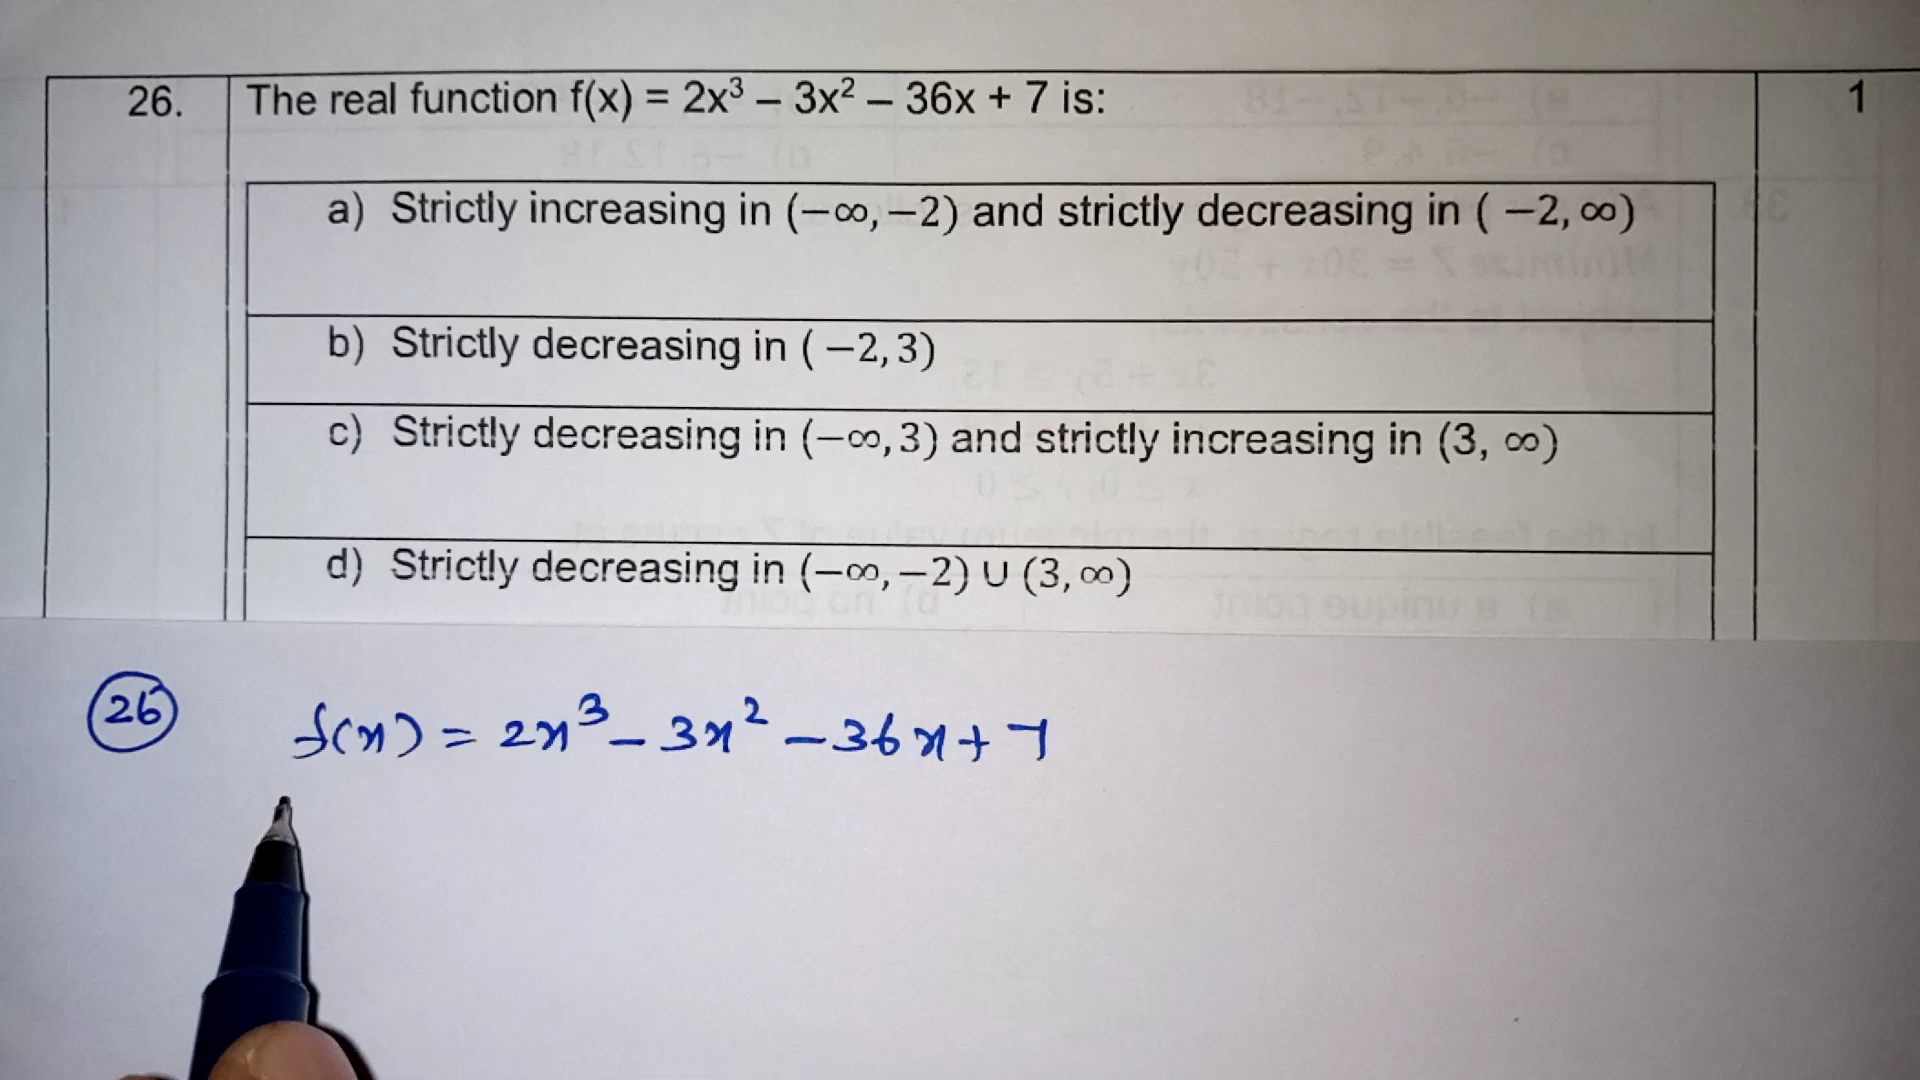 26. The real function f(x) = 2x³ – 3x² – 36x + 7 is: 1
a) Strictly increasing in (−∞, −2) and strictly decreasing in ( −2, ∞)
b) Strictly decreasing in ( −2, 3)
c) Strictly decreasing in (−∞, 3) and strictly increasing in (3, ∞)
d) Strictly decreasing in (−∞, −2) ∪ (3, ∞)
26 f(x) = 2x³ – 3x² – 36x + 7